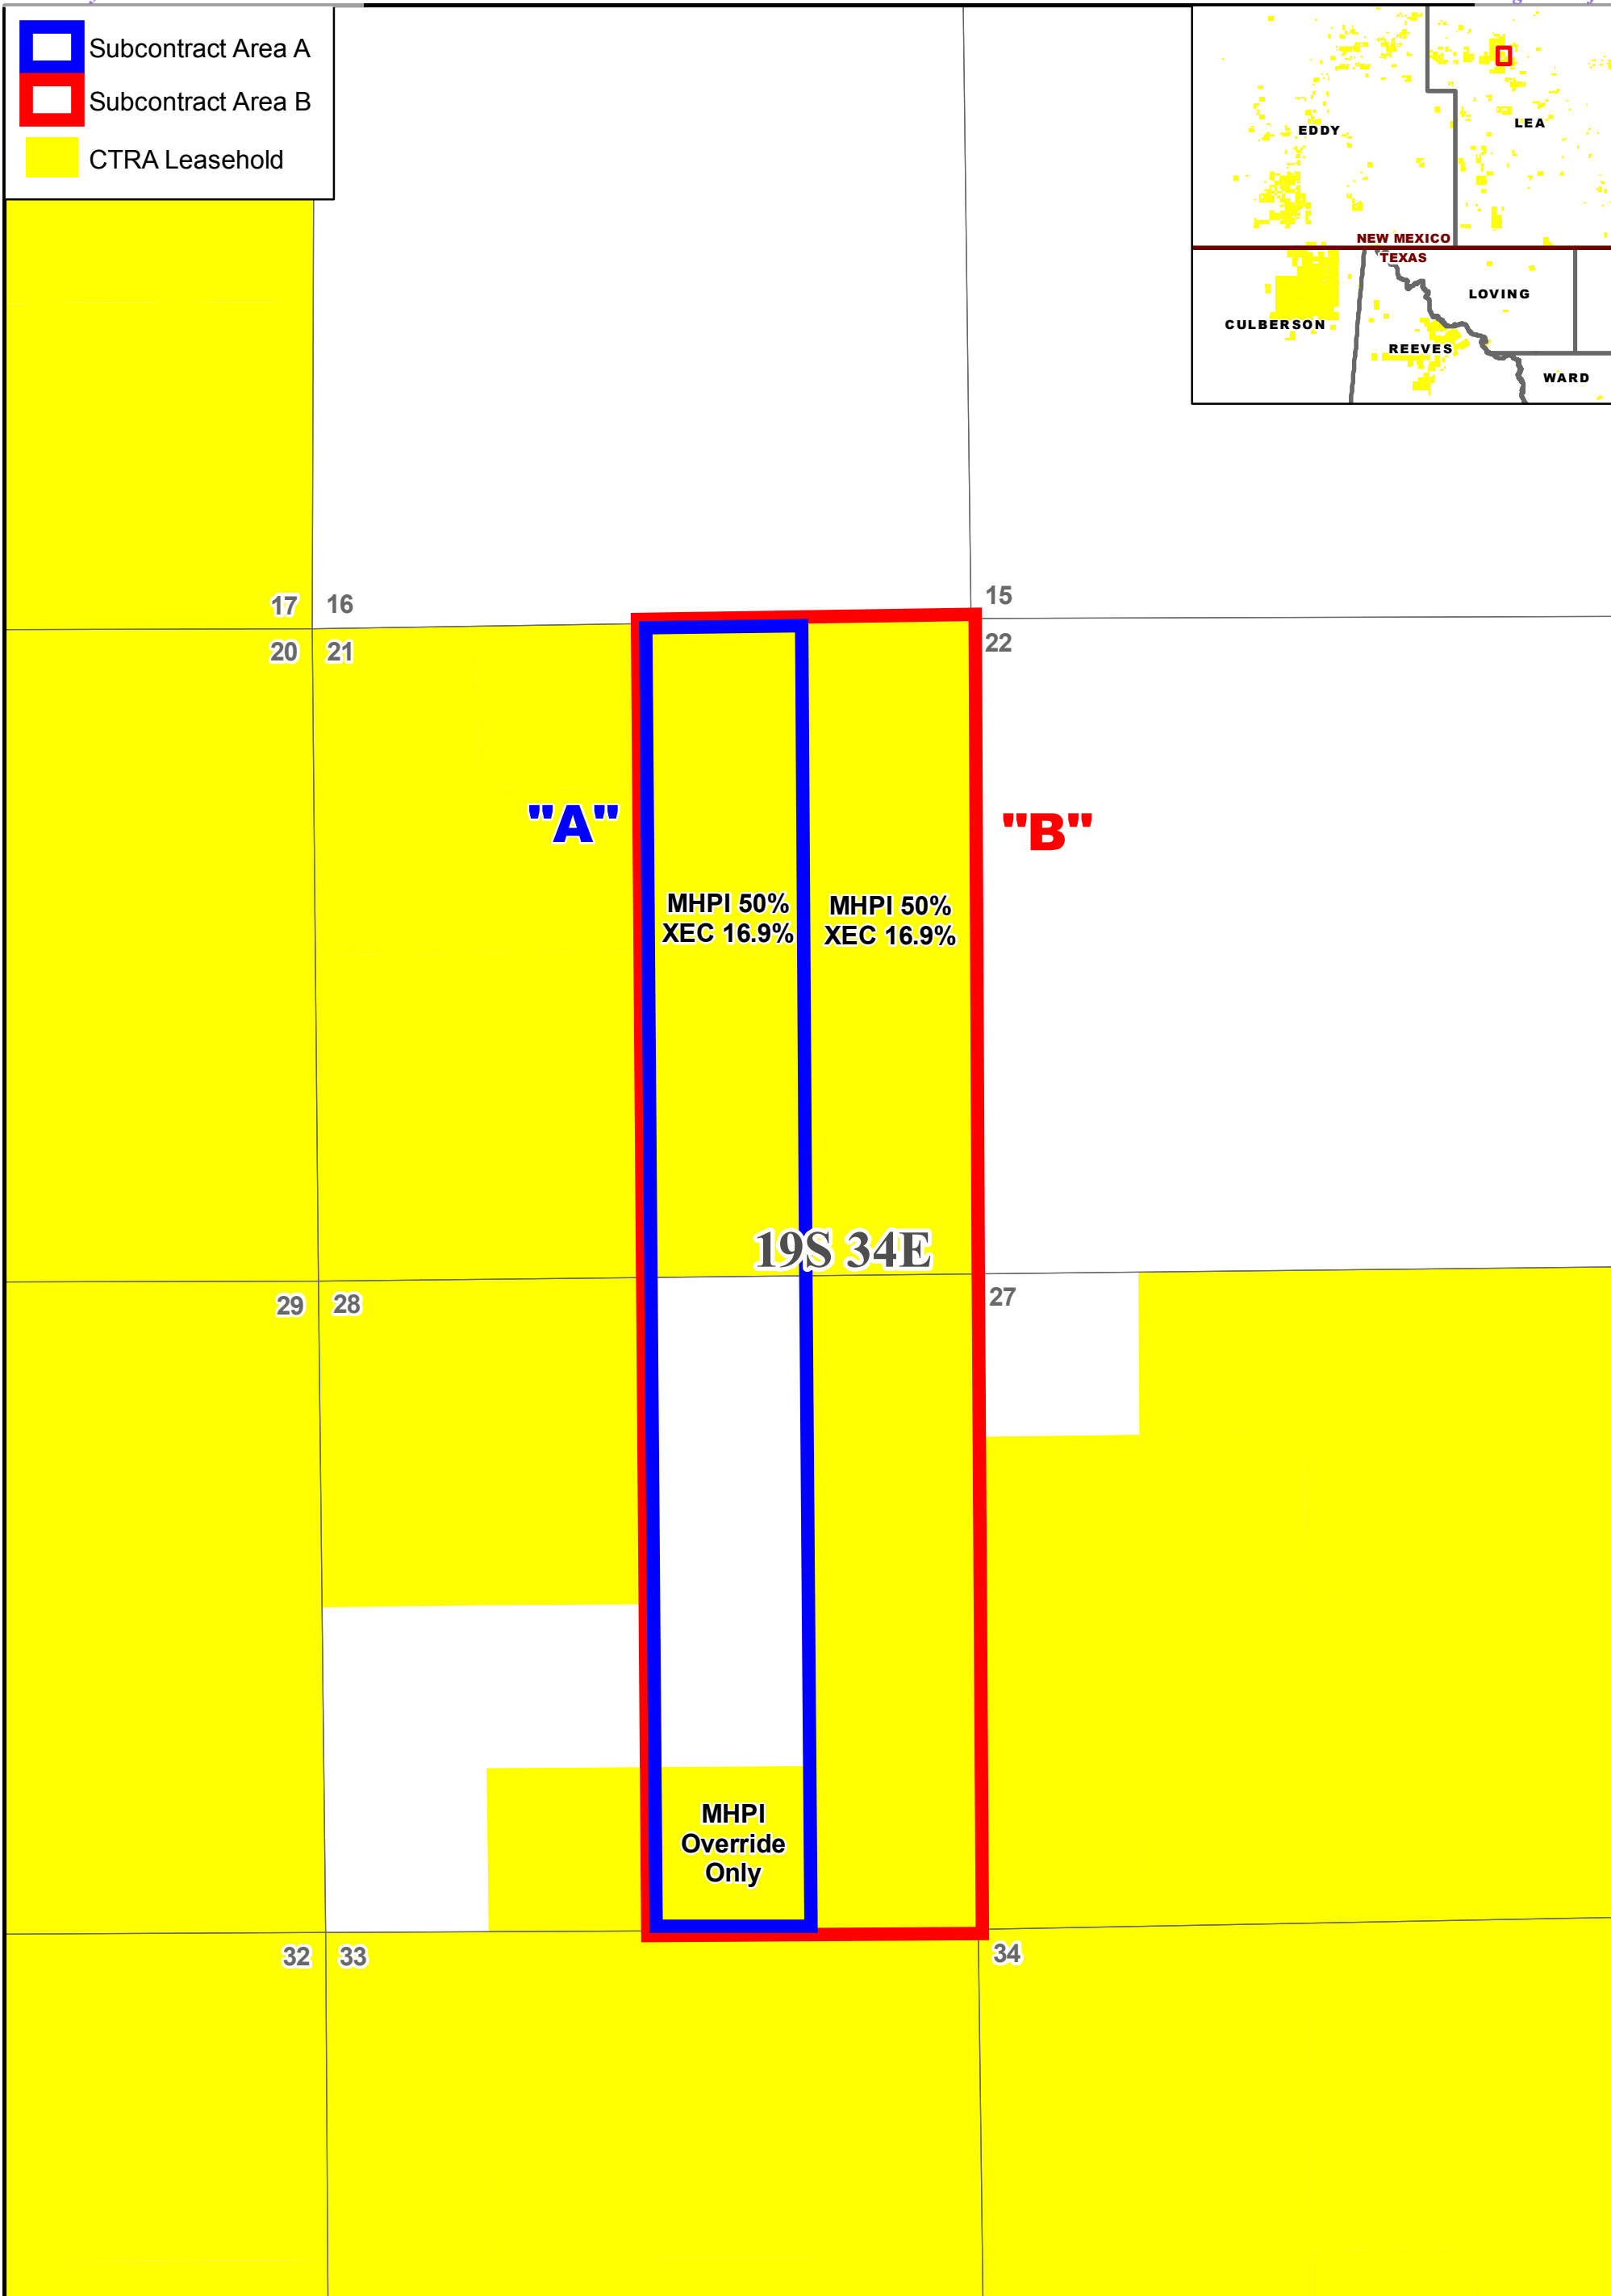 Subcontract Area A
Subcontract Area B
CTRA Leasehold
EDDY
LEA
NEW MEXICO
TEXAS
LOVING
CULBERSON
REEVES
WARD
17
16
15
20
21
22
"A"
"B"
MHPI 50%
XEC 16.9%
MHPI 50%
XEC 16.9%
19S 34E
29
28
27
MHPI
Override
Only
32
33
34